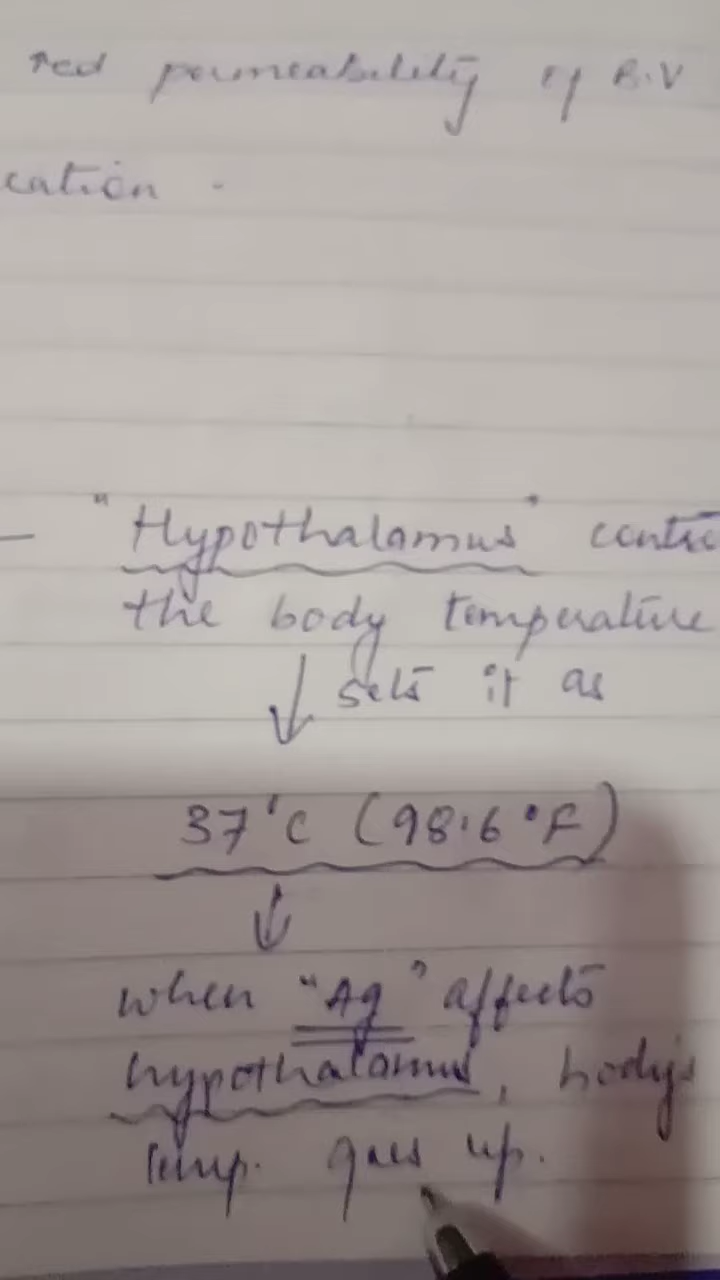 red permeability of B.V
cation -
- "Hypothalamus" contro
the body temperature
↓ sets it as
37°C (98.6°F)
↓
when "Ag" affects
hypothalamus, body's
temp. goes up.